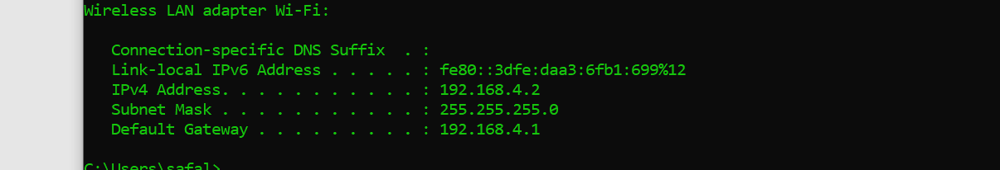 Wireless LAN adapter Wi-Fi:
Connection-specific DNS Suffix  . :
Link-local IPv6 Address . . . . . : fe80::3dfe:daa3:6fb1:699%12
IPv4 Address. . . . . . . . . . . : 192.168.4.2
Subnet Mask . . . . . . . . . . . : 255.255.255.0
Default Gateway . . . . . . . . . : 192.168.4.1
C:\Users\safal>